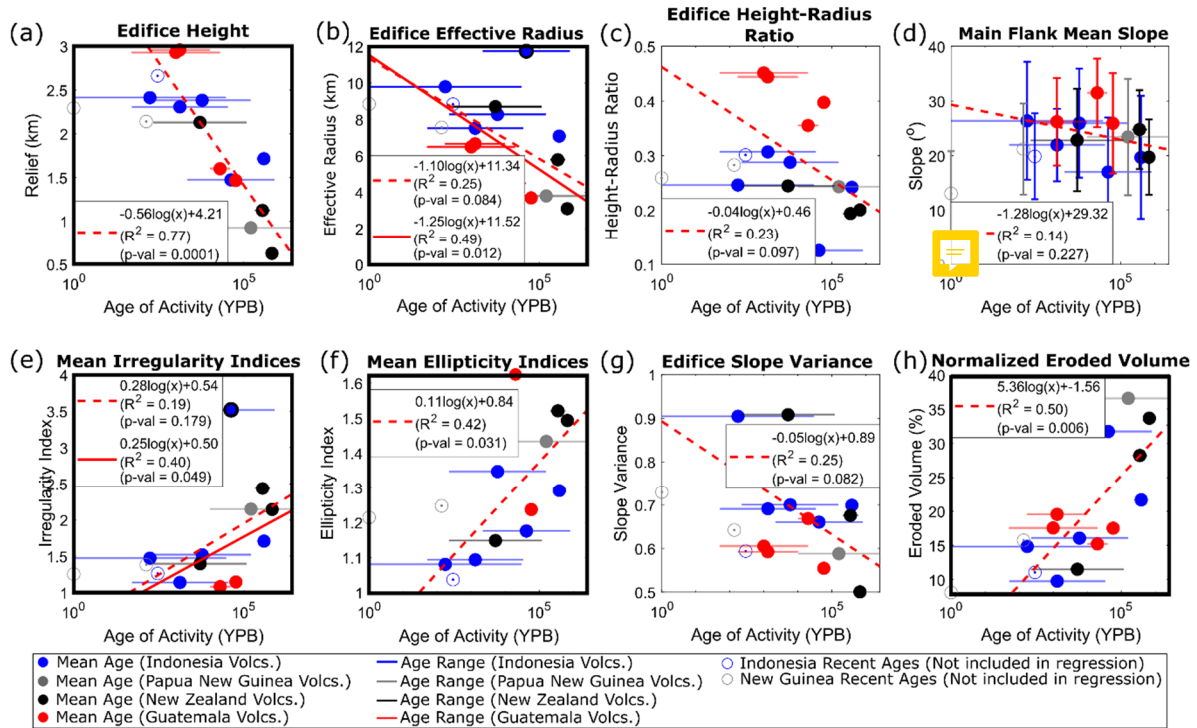 (a)
Edifice Height
3
2.5
2
1.5
1
0.5
Relief (km)
-0.56log(x)+4.21
(R² = 0.77)
(p-val = 0.0001)
10⁰
10⁵
Age of Activity (YPB)
(b)
Edifice Effective Radius
12
10
8
6
4
2
0
Effective Radius (km)
-1.10log(x)+11.34
(R² = 0.25)
(p-val = 0.084)
-1.25log(x)+11.52
(R² = 0.49)
(p-val = 0.012)
10⁰
10⁵
Age of Activity (YPB)
(c)
Edifice Height-Radius
Ratio
0.5
0.4
0.3
0.2
0.1
Height-Radius Ratio
-0.04log(x)+0.46
(R² = 0.23)
(p-val = 0.097)
10⁰
10⁵
Age of Activity (YPB)
(d)
Main Flank Mean Slope
40
30
20
10
Slope (°)
-1.28log(x)+29.32
(R² = 0.14)
(p-val = 0.227)
10⁰
10⁵
Age of Activity (YPB)
(e)
Mean Irregularity Indices
4
3.5
3
2.5
2
1.5
1
Irregularity Index
0.28log(x)+0.54
(R² = 0.19)
(p-val = 0.179)
0.25log(x)+0.50
(R² = 0.40)
(p-val = 0.049)
10⁰
10⁵
Age of Activity (YPB)
(f)
Mean Ellipticity Indices
1.6
1.5
1.4
1.3
1.2
1.1
1
Ellipticity Index
0.11log(x)+0.84
(R² = 0.42)
(p-val = 0.031)
10⁰
10⁵
Age of Activity (YPB)
(g)
Edifice Slope Variance
1
0.9
0.8
0.7
0.6
0.5
Slope Variance
-0.05log(x)+0.89
(R² = 0.25)
(p-val = 0.082)
10⁰
10⁵
Age of Activity (YPB)
(h)
Normalized Eroded Volume
40
35
30
25
20
15
10
Eroded Volume (%)
5.36log(x)+-1.56
(R² = 0.50)
(p-val = 0.006)
10⁰
10⁵
Age of Activity (YPB)
Mean Age (Indonesia Volcs.)
Mean Age (Papua New Guinea Volcs.)
Mean Age (New Zealand Volcs.)
Mean Age (Guatemala Volcs.)
Age Range (Indonesia Volcs.)
Age Range (Papua New Guinea Volcs.)
Age Range (New Zealand Volcs.)
Age Range (Guatemala Volcs.)
Indonesia Recent Ages (Not included in regression)
New Guinea Recent Ages (Not included in regression)